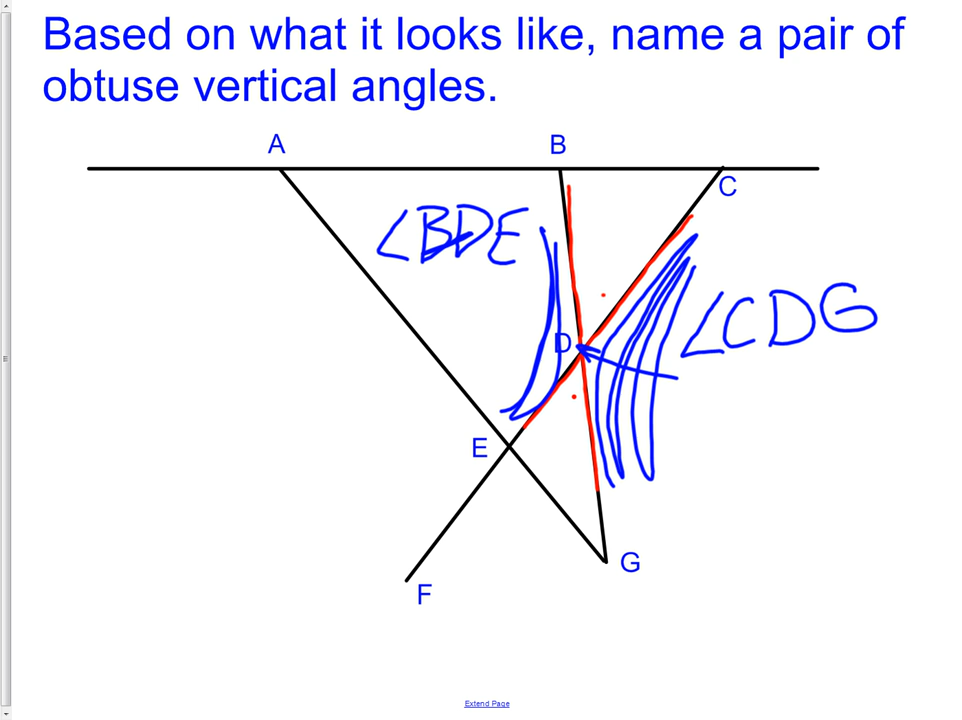 Based on what it looks like, name a pair of
obtuse vertical angles.
A
B
C
∠BDE
∠CDG
D
E
G
F
Extend Page